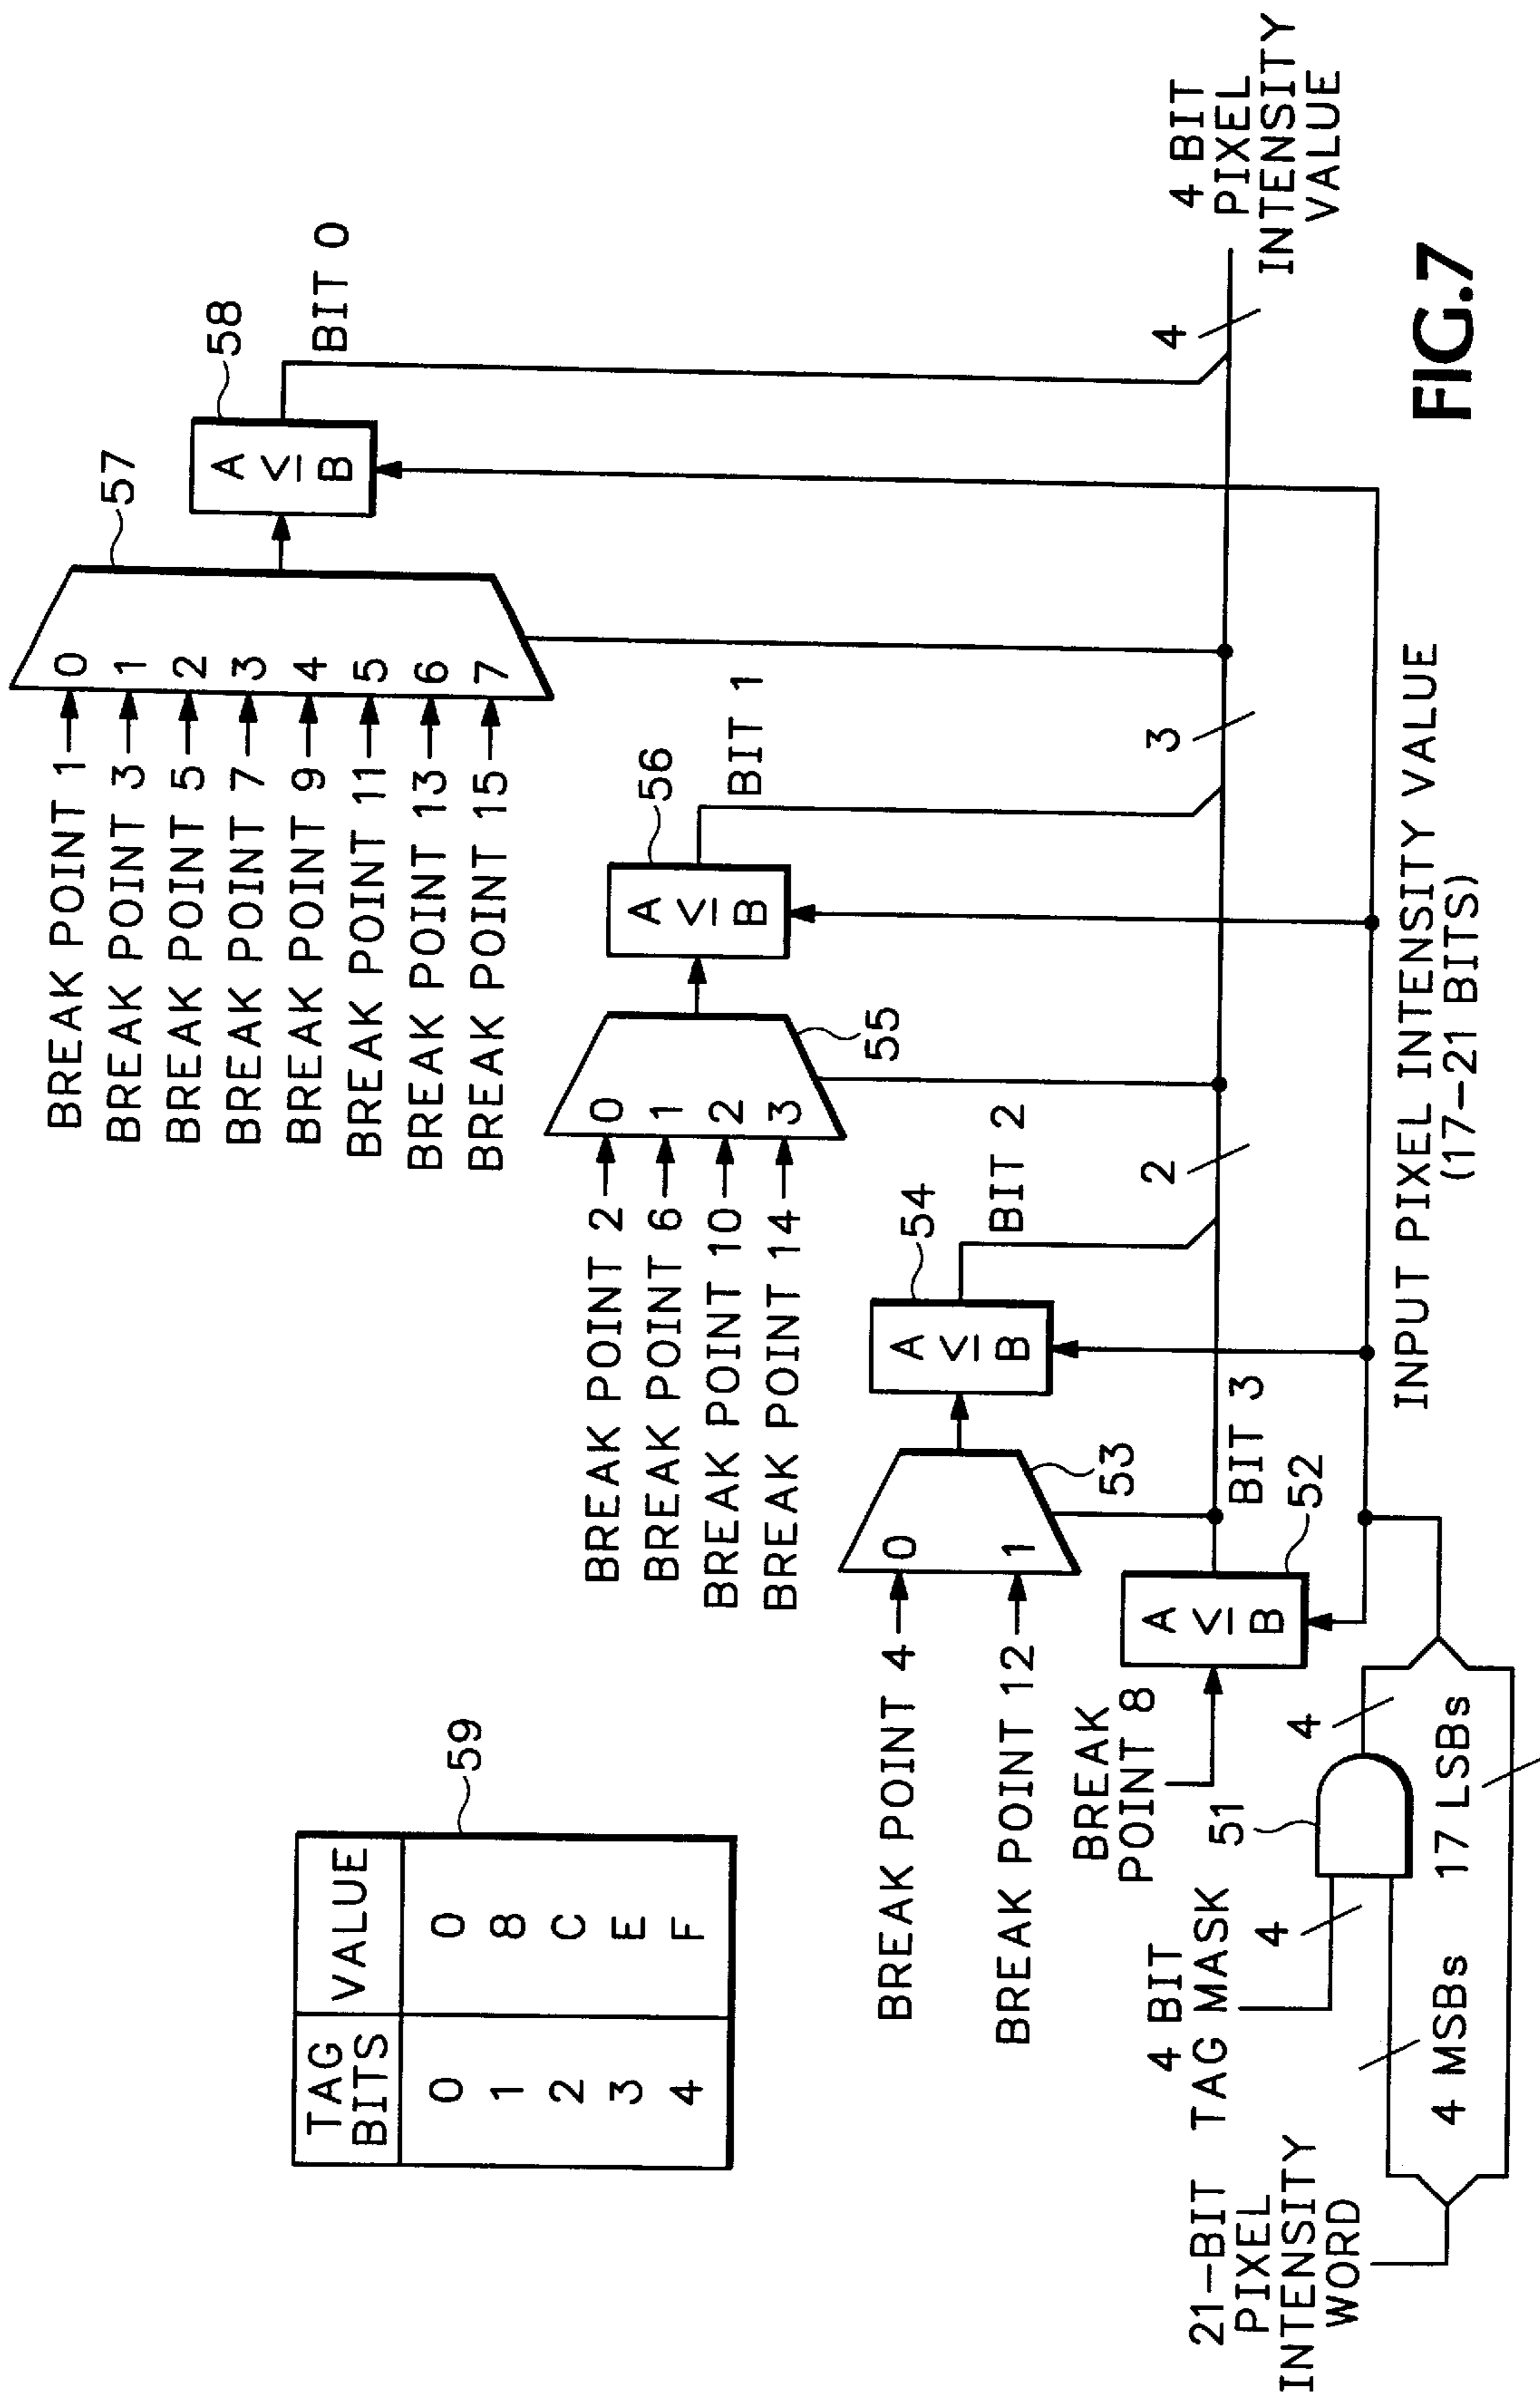 TAG
BITS
VALUE
0 0
1 8
2 C
3 E
4 F
59
BREAK POINT 1
BREAK POINT 3
BREAK POINT 5
BREAK POINT 7
BREAK POINT 9
BREAK POINT 11
BREAK POINT 13
BREAK POINT 15
0
1
2
3
4
5
6
7
57
A
≤
B
58
BIT 0
BREAK POINT 2
BREAK POINT 6
BREAK POINT 10
BREAK POINT 14
0
1
2
3
55
A
≤
B
56
BIT 1
BREAK POINT 4
BREAK POINT 12
0
1
53
A
≤
B
54
BIT 2
BREAK
POINT 8
A
≤
B
52
BIT 3
2
3
4
4 BIT
PIXEL
INTENSITY
VALUE
21-BIT
PIXEL
INTENSITY
WORD
4 BIT
TAG MASK
4
51
4
4 MSBs
17 LSBs
INPUT PIXEL INTENSITY VALUE
(17-21 BITS)
FIG.7